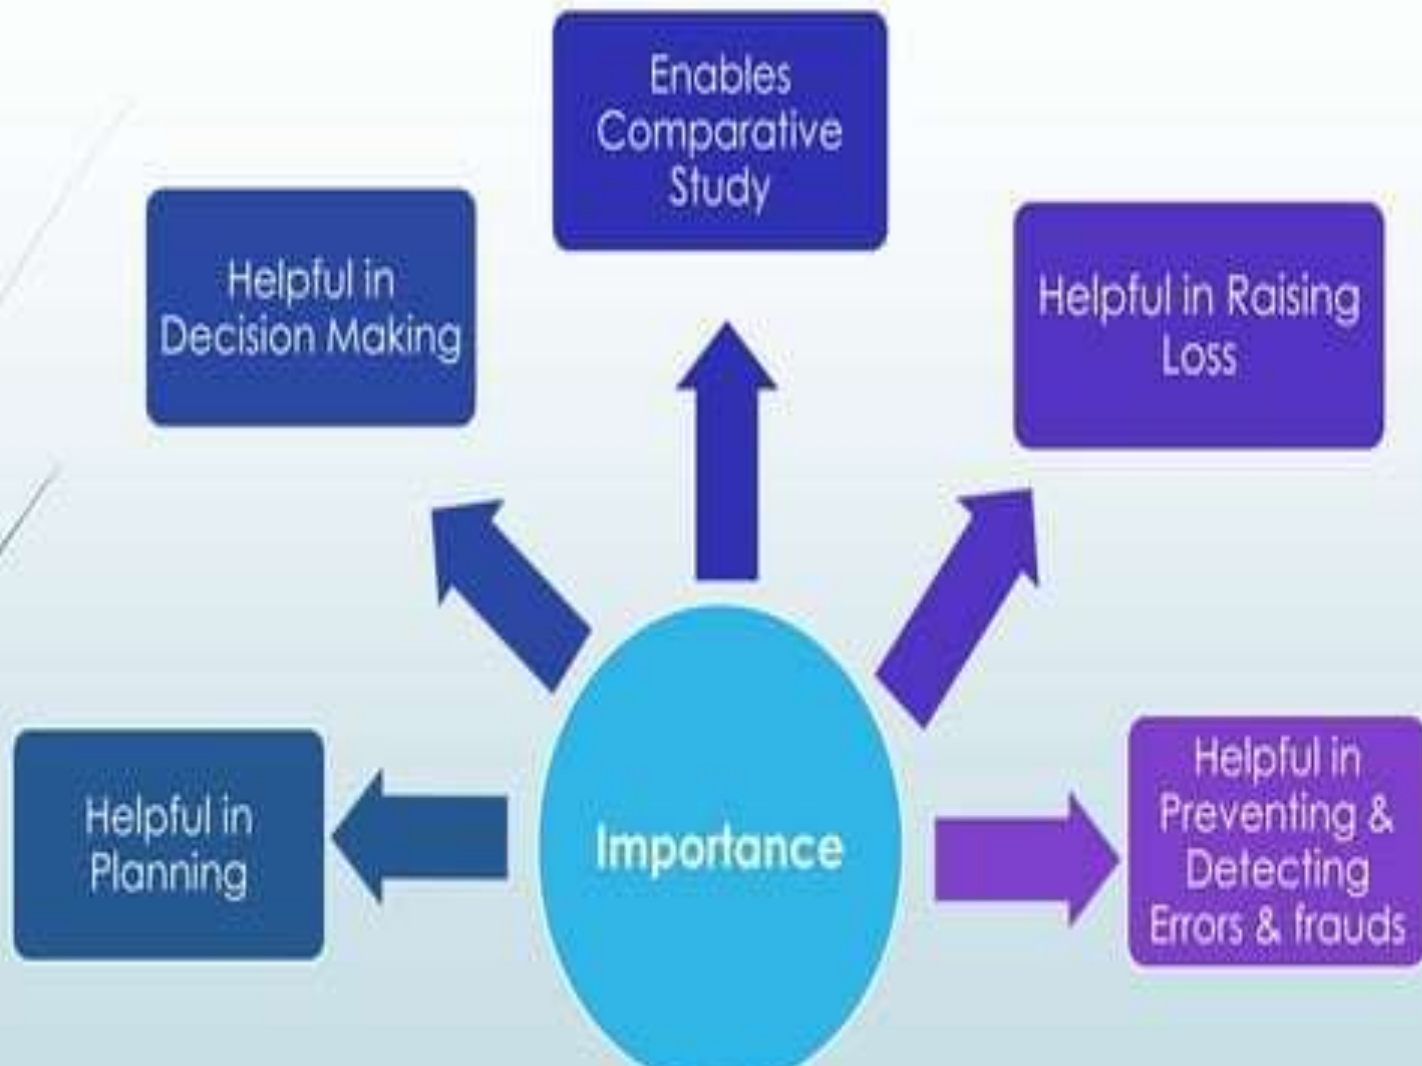 Enables
Comparative
Study
Helpful in
Decision Making
Helpful in Raising
Loss
Helpful in
Planning
Importance
Helpful in
Preventing &
Detecting
Errors & frauds